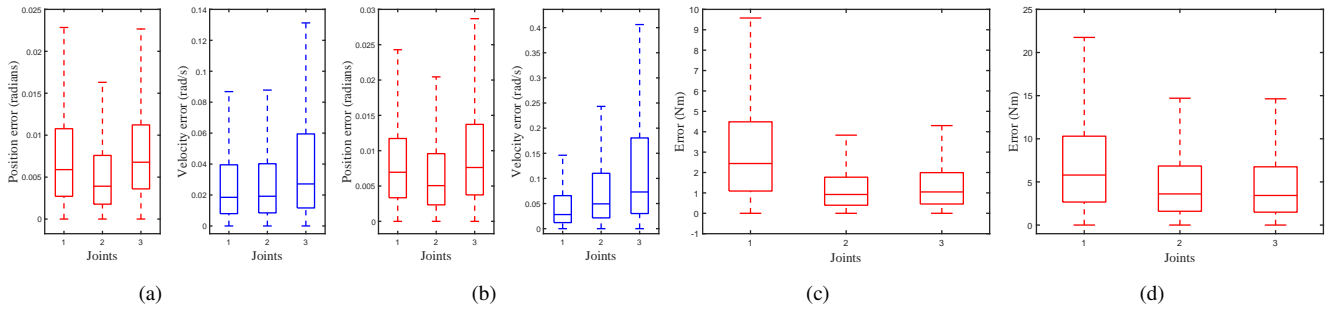 Position error (radians)
0.025
0.02
0.015
0.01
0.005
0
1 2 3
Joints
Velocity error (rad/s)
0.14
0.12
0.1
0.08
0.06
0.04
0.02
0
1 2 3
Joints
(a)
Position error (radians)
0.03
0.025
0.02
0.015
0.01
0.005
0
1 2 3
Joints
Velocity error (rad/s)
0.4
0.35
0.3
0.25
0.2
0.15
0.1
0.05
0
1 2 3
Joints
(b)
Error (Nm)
10
9
8
7
6
5
4
3
2
1
0
-1
1 2 3
Joints
(c)
Error (Nm)
25
20
15
10
5
0
1 2 3
Joints
(d)